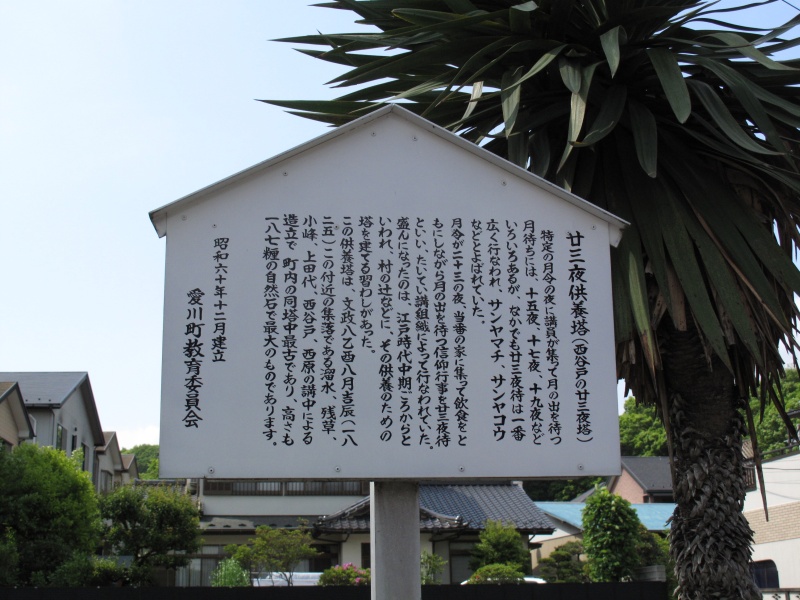 廿三夜供養塔(西谷戸の廿三夜塔)
特定の月令の夜に講員が集って月の出を待つ
月待ちには、十五夜、十七夜、十九夜など
いろいろあるが、なかでも廿三夜待は一番
広く行なわれ、サンヤマチ、サンヤコウ
などとよばれていた。
月令が二十三の夜、当番の家に集って飲食をと
もにしながら月の出を待つ信仰行事を廿三夜待
といい、たいてい講組織によって行なわれていた。
盛んになったのは、江戸時代中期ごろからと
いわれ、村の辻などに、その供養のための
塔を建てる習わしがあった。
この供養塔は、文政八乙酉八月吉辰(一八
二五)この付近の集落である溜水、残草、
小峰、上田代、西谷戸、西原の講中による
造立で町内の同塔中最古であり、高さも
一八七糎の自然石で最大のものであります。
昭和六十年十二月建立
愛川町教育委員会